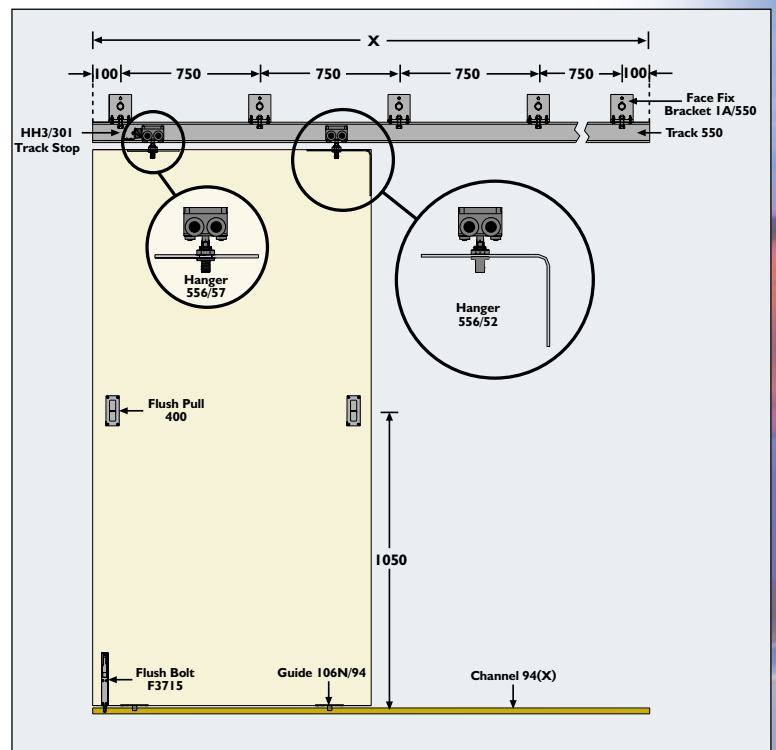 X
100
750
750
750
750
100
Face Fix
Bracket 1A/550
HH3/301
Track Stop
Track 550
Hanger
556/57
Hanger
556/52
Flush Pull
400
1050
Flush Bolt
F3715
Guide 106N/94
Channel 94(X)